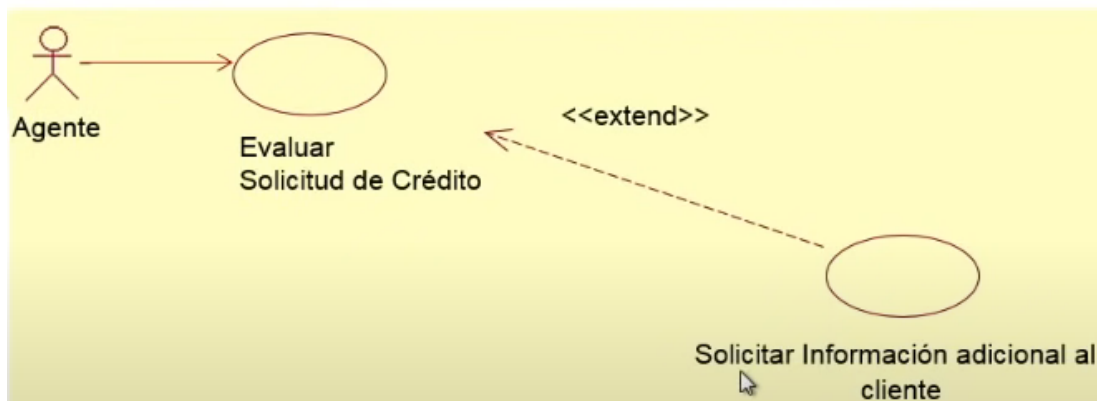 Agente
Evaluar
Solicitud de Crédito
<<extend>>
Solicitar Información adicional al
cliente